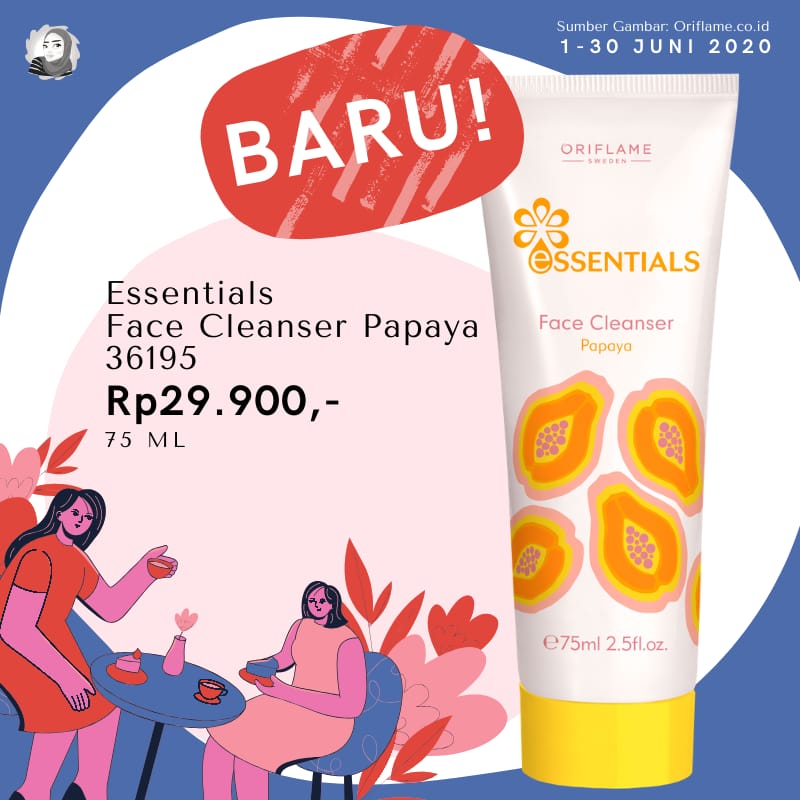 Sumber Gambar: Oriflame.co.id
1-30 JUNI 2020
BARU!
Essentials
Face Cleanser Papaya
36195
Rp29.900,-
75 ML
ORIFLAME
SWEDEN
eSSENTIALS
Face Cleanser
Papaya
℮75ml 2.5fl.oz.